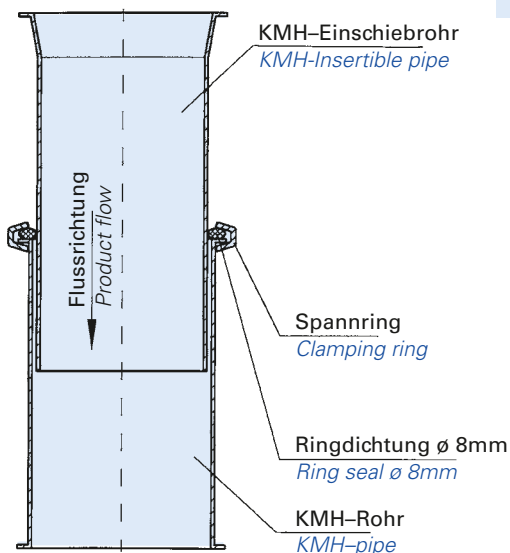 KMH–Einschiebrohr
KMH-Insertible pipe
Flussrichtung
Product flow
Spannring
Clamping ring
Ringdichtung ø 8mm
Ring seal ø 8mm
KMH–Rohr
KMH–pipe